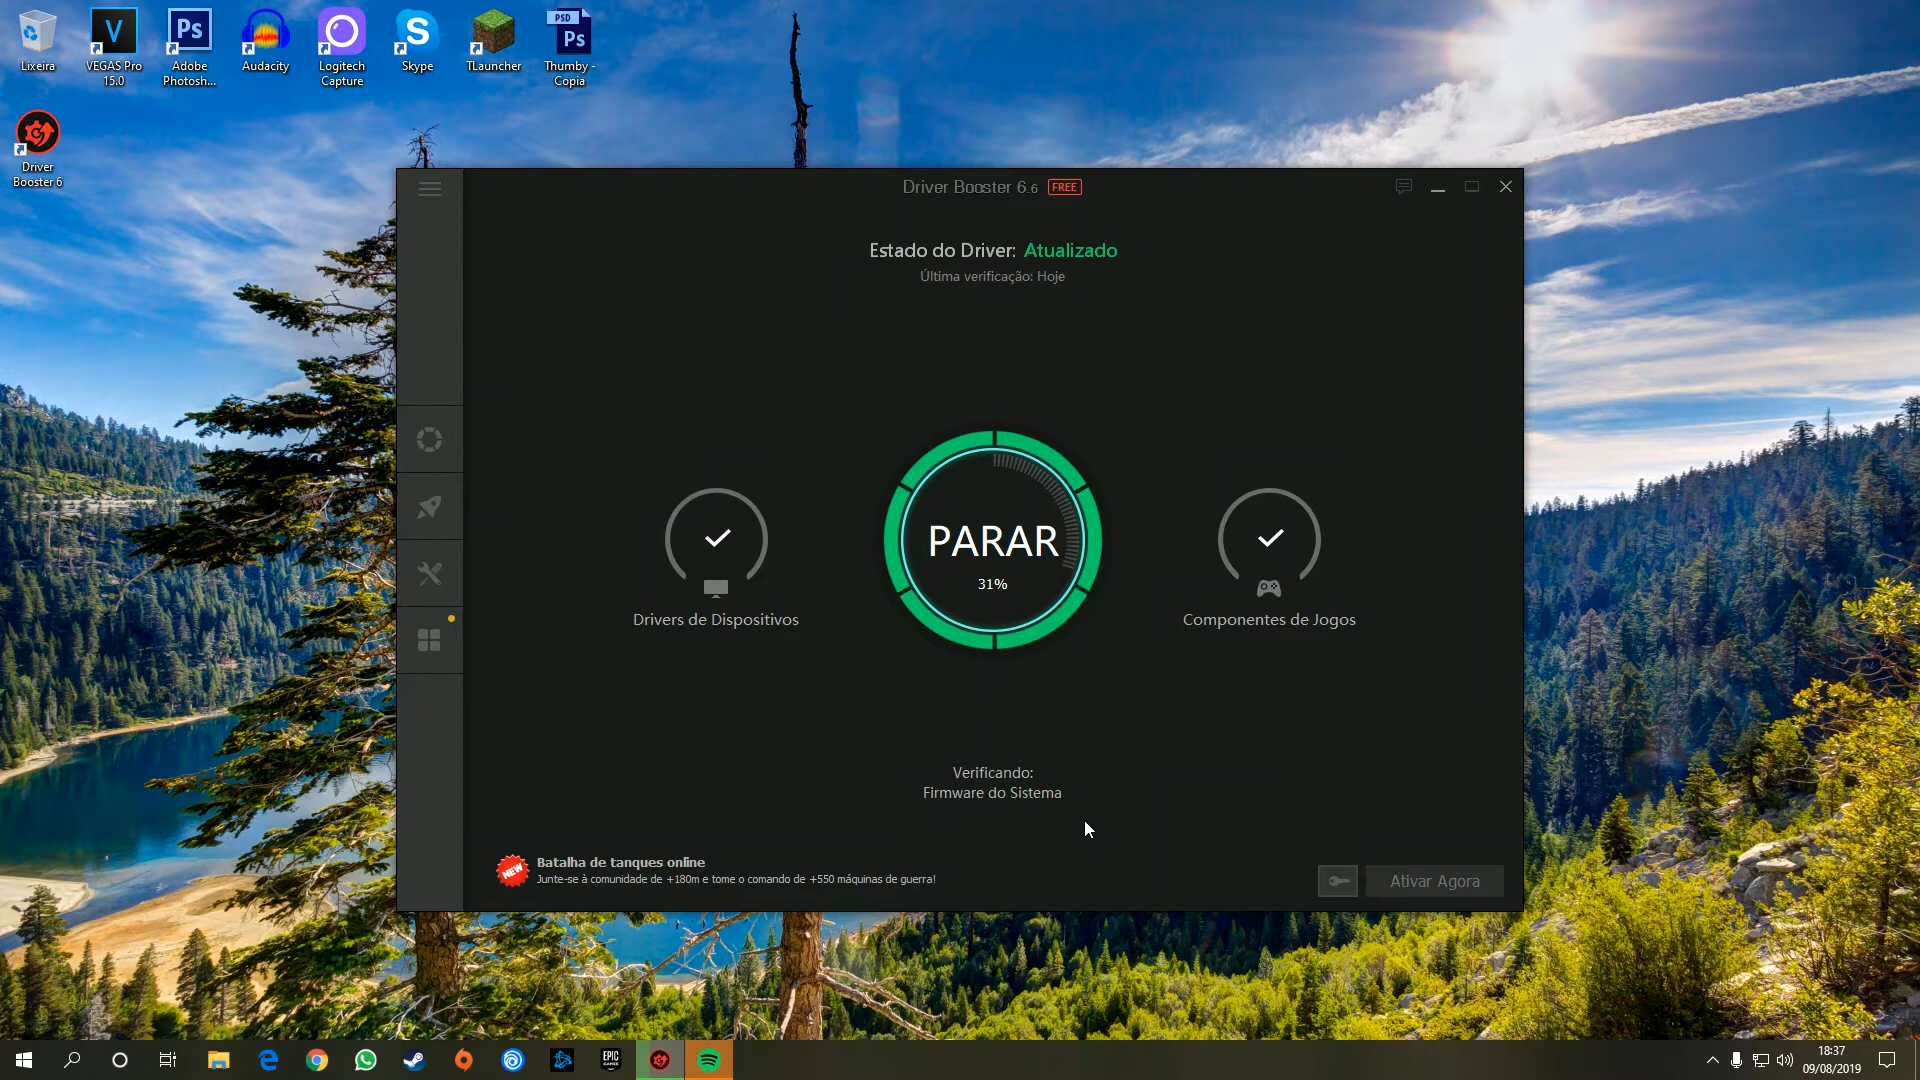 Lixeira
VEGAS Pro
15.0
Adobe
Photosh...
Audacity
Logitech
Capture
Skype
TLauncher
Thumby -
Copia
Driver
Booster 6
V
Ps
S
PSD
Ps
Driver Booster 6.6 FREE
Estado do Driver: Atualizado
Última verificação: Hoje
PARAR
31%
Drivers de Dispositivos
Componentes de Jogos
Verificando:
Firmware do Sistema
NEW
Batalha de tanques online
Junte-se à comunidade de +180m e tome o comando de +550 máquinas de guerra!
Ativar Agora
EPIC
GAMES
18:37
09/08/2019